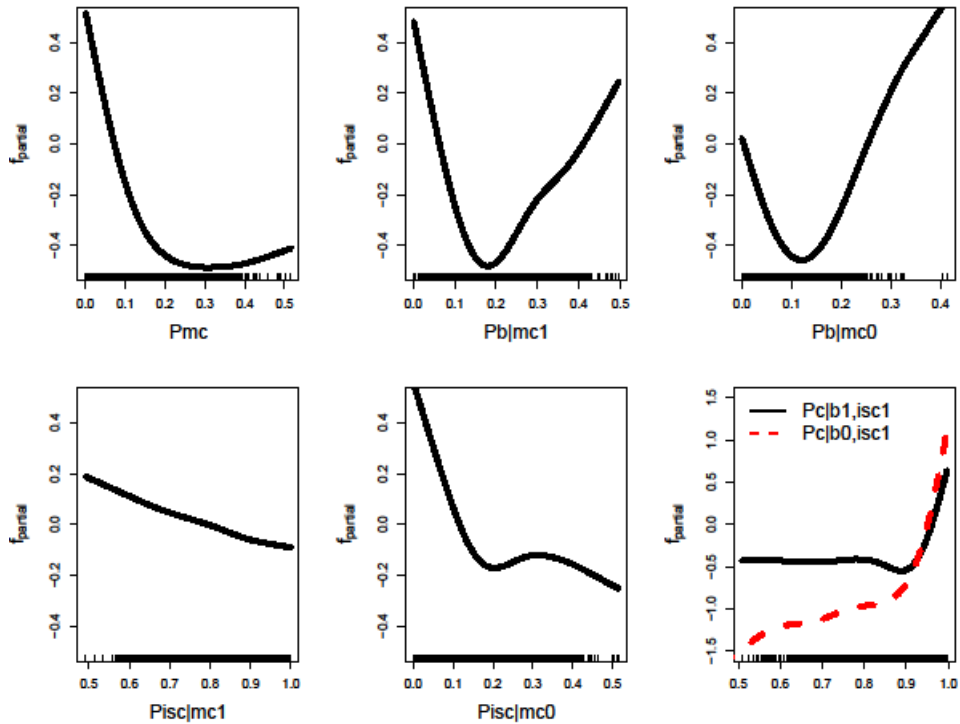 f partial
0.4
0.2
0.0
−0.2
−0.4
0.0 0.1 0.2 0.3 0.4 0.5
Pmc
f partial
0.4
0.2
0.0
−0.2
−0.4
0.0 0.1 0.2 0.3 0.4 0.5
Pb|mc1
f partial
0.4
0.2
0.0
−0.2
−0.4
0.0 0.1 0.2 0.3 0.4
Pb|mc0
f partial
0.4
0.2
0.0
−0.2
−0.4
0.5 0.6 0.7 0.8 0.9 1.0
Pisc|mc1
f partial
0.4
0.2
0.0
−0.2
−0.4
0.0 0.1 0.2 0.3 0.4 0.5
Pisc|mc0
f partial
1.5
1.0
0.5
0.0
−0.5
−1.0
−1.5
Pc|b1,isc1
Pc|b0,isc1
0.5 0.6 0.7 0.8 0.9 1.0